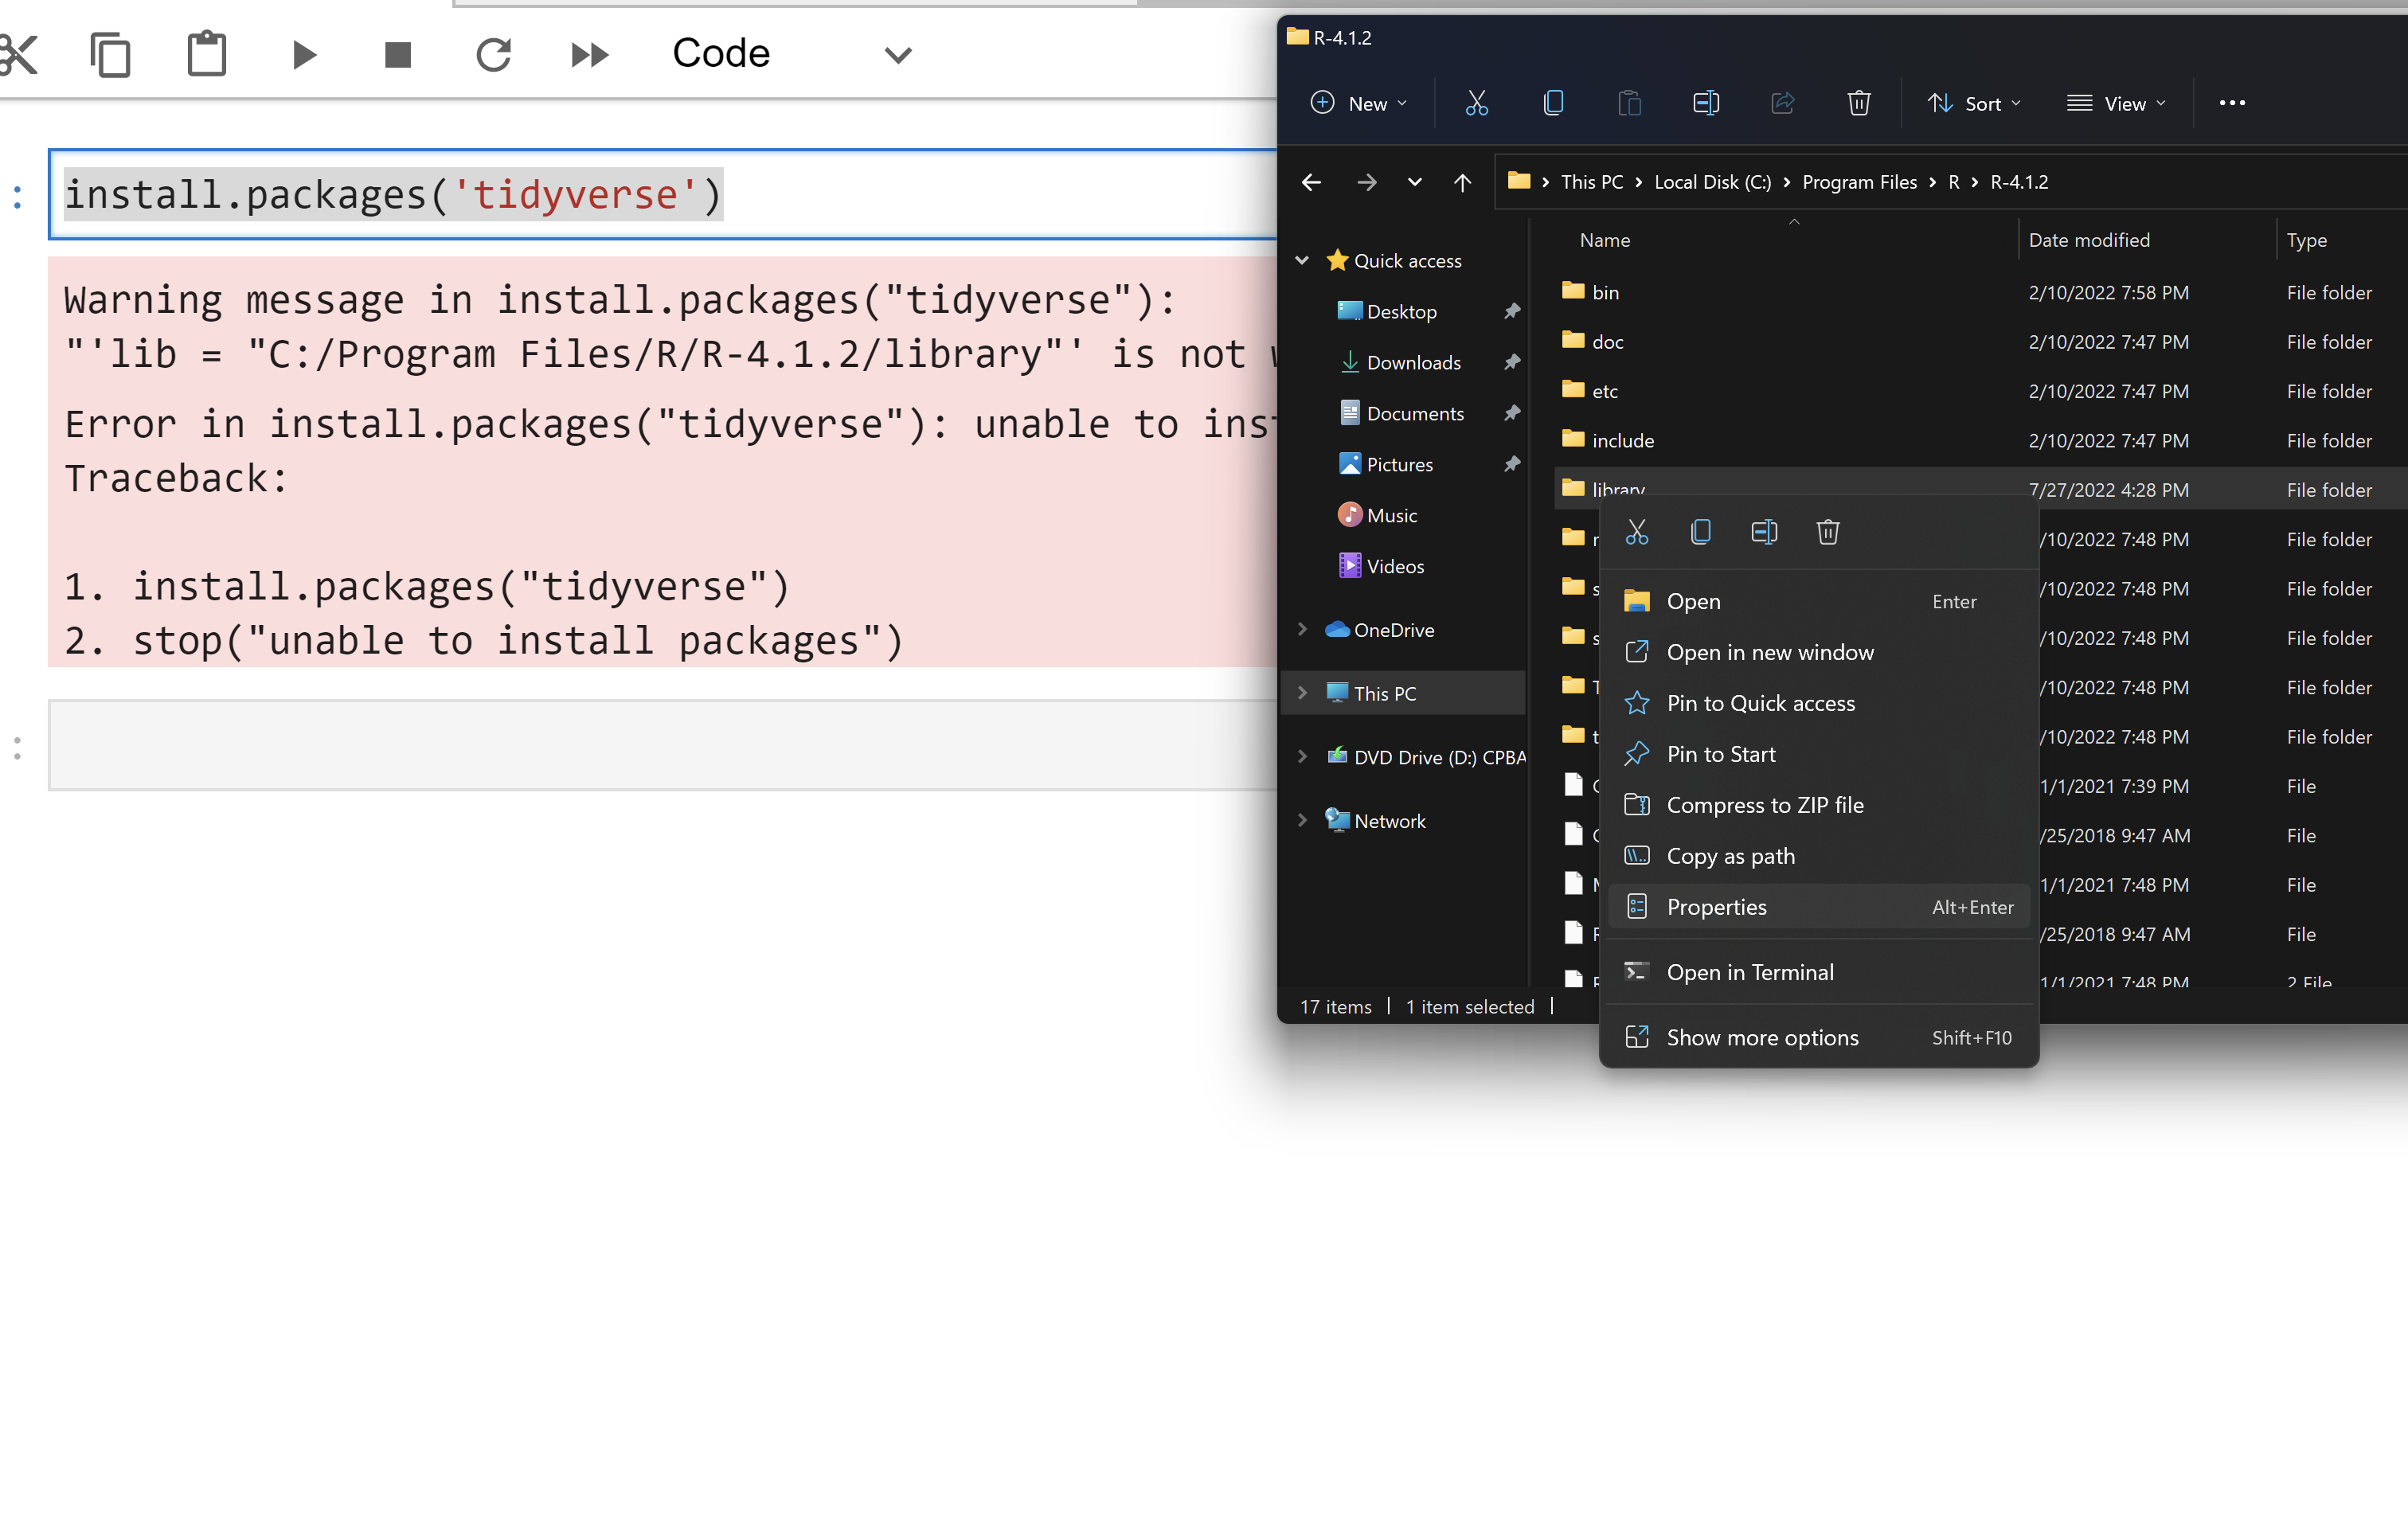 Code
install.packages('tidyverse')
Warning message in install.packages("tidyverse"):
"'lib = "C:/Program Files/R/R-4.1.2/library"' is not
Error in install.packages("tidyverse"): unable to
Traceback:
1. install.packages("tidyverse")
2. stop("unable to install packages")
R-4.1.2
New
Sort
View
This PC > Local Disk (C:) > Program Files > R > R-4.1.2
Name
Date modified
Type
Quick access
Desktop
Downloads
Documents
Pictures
Music
Videos
OneDrive
This PC
DVD Drive (D:) CPBA
Network
bin 2/10/2022 7:58 PM File folder
doc 2/10/2022 7:47 PM File folder
etc 2/10/2022 7:47 PM File folder
include 2/10/2022 7:47 PM File folder
library 7/27/2022 4:28 PM File folder
/10/2022 7:48 PM File folder
/10/2022 7:48 PM File folder
/10/2022 7:48 PM File folder
/10/2022 7:48 PM File folder
/10/2022 7:48 PM File folder
1/1/2021 7:39 PM File
/25/2018 9:47 AM File
1/1/2021 7:48 PM File
/25/2018 9:47 AM File
1/1/2021 7:48 PM
Open Enter
Open in new window
Pin to Quick access
Pin to Start
Compress to ZIP file
Copy as path
Properties Alt+Enter
Open in Terminal
Show more options Shift+F10
17 items
1 item selected